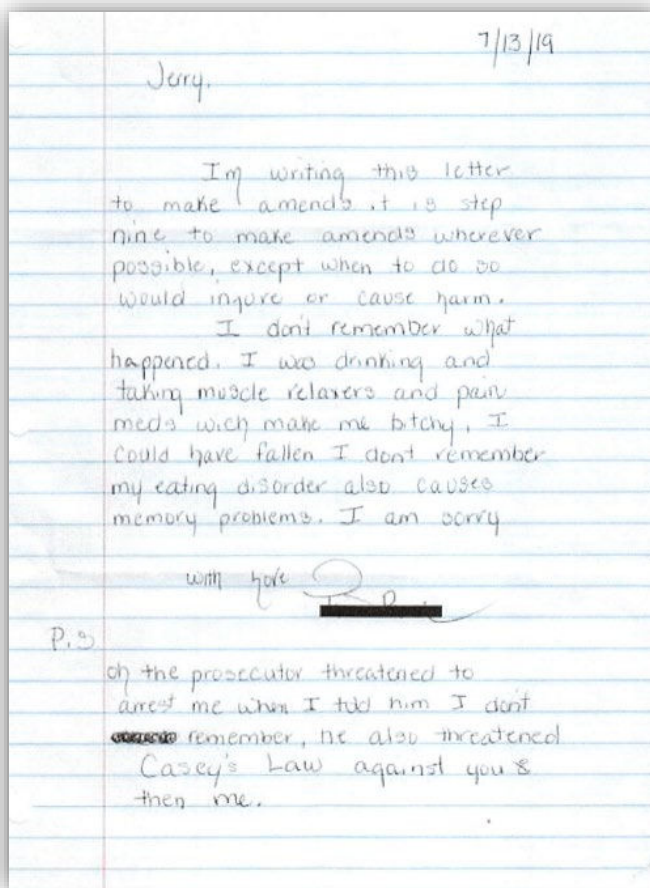 7/13/19
Jerry.
Im writing this letter
to make amends. it is step
nine to make amends wherever
possible, except when to do so
would injure or cause harm.
I don't remember what
happened. I was drinking and
taking muscle relaxers and pain
meds wich make me bitchy. I
could have fallen I dont remember
my eating disorder also causes
memory problems. I am sorry
with love
P.S
oh the prosecutor threatened to
arrest me when I told him I don't
remember, he also threatened
Casey's Law against you &
then me.